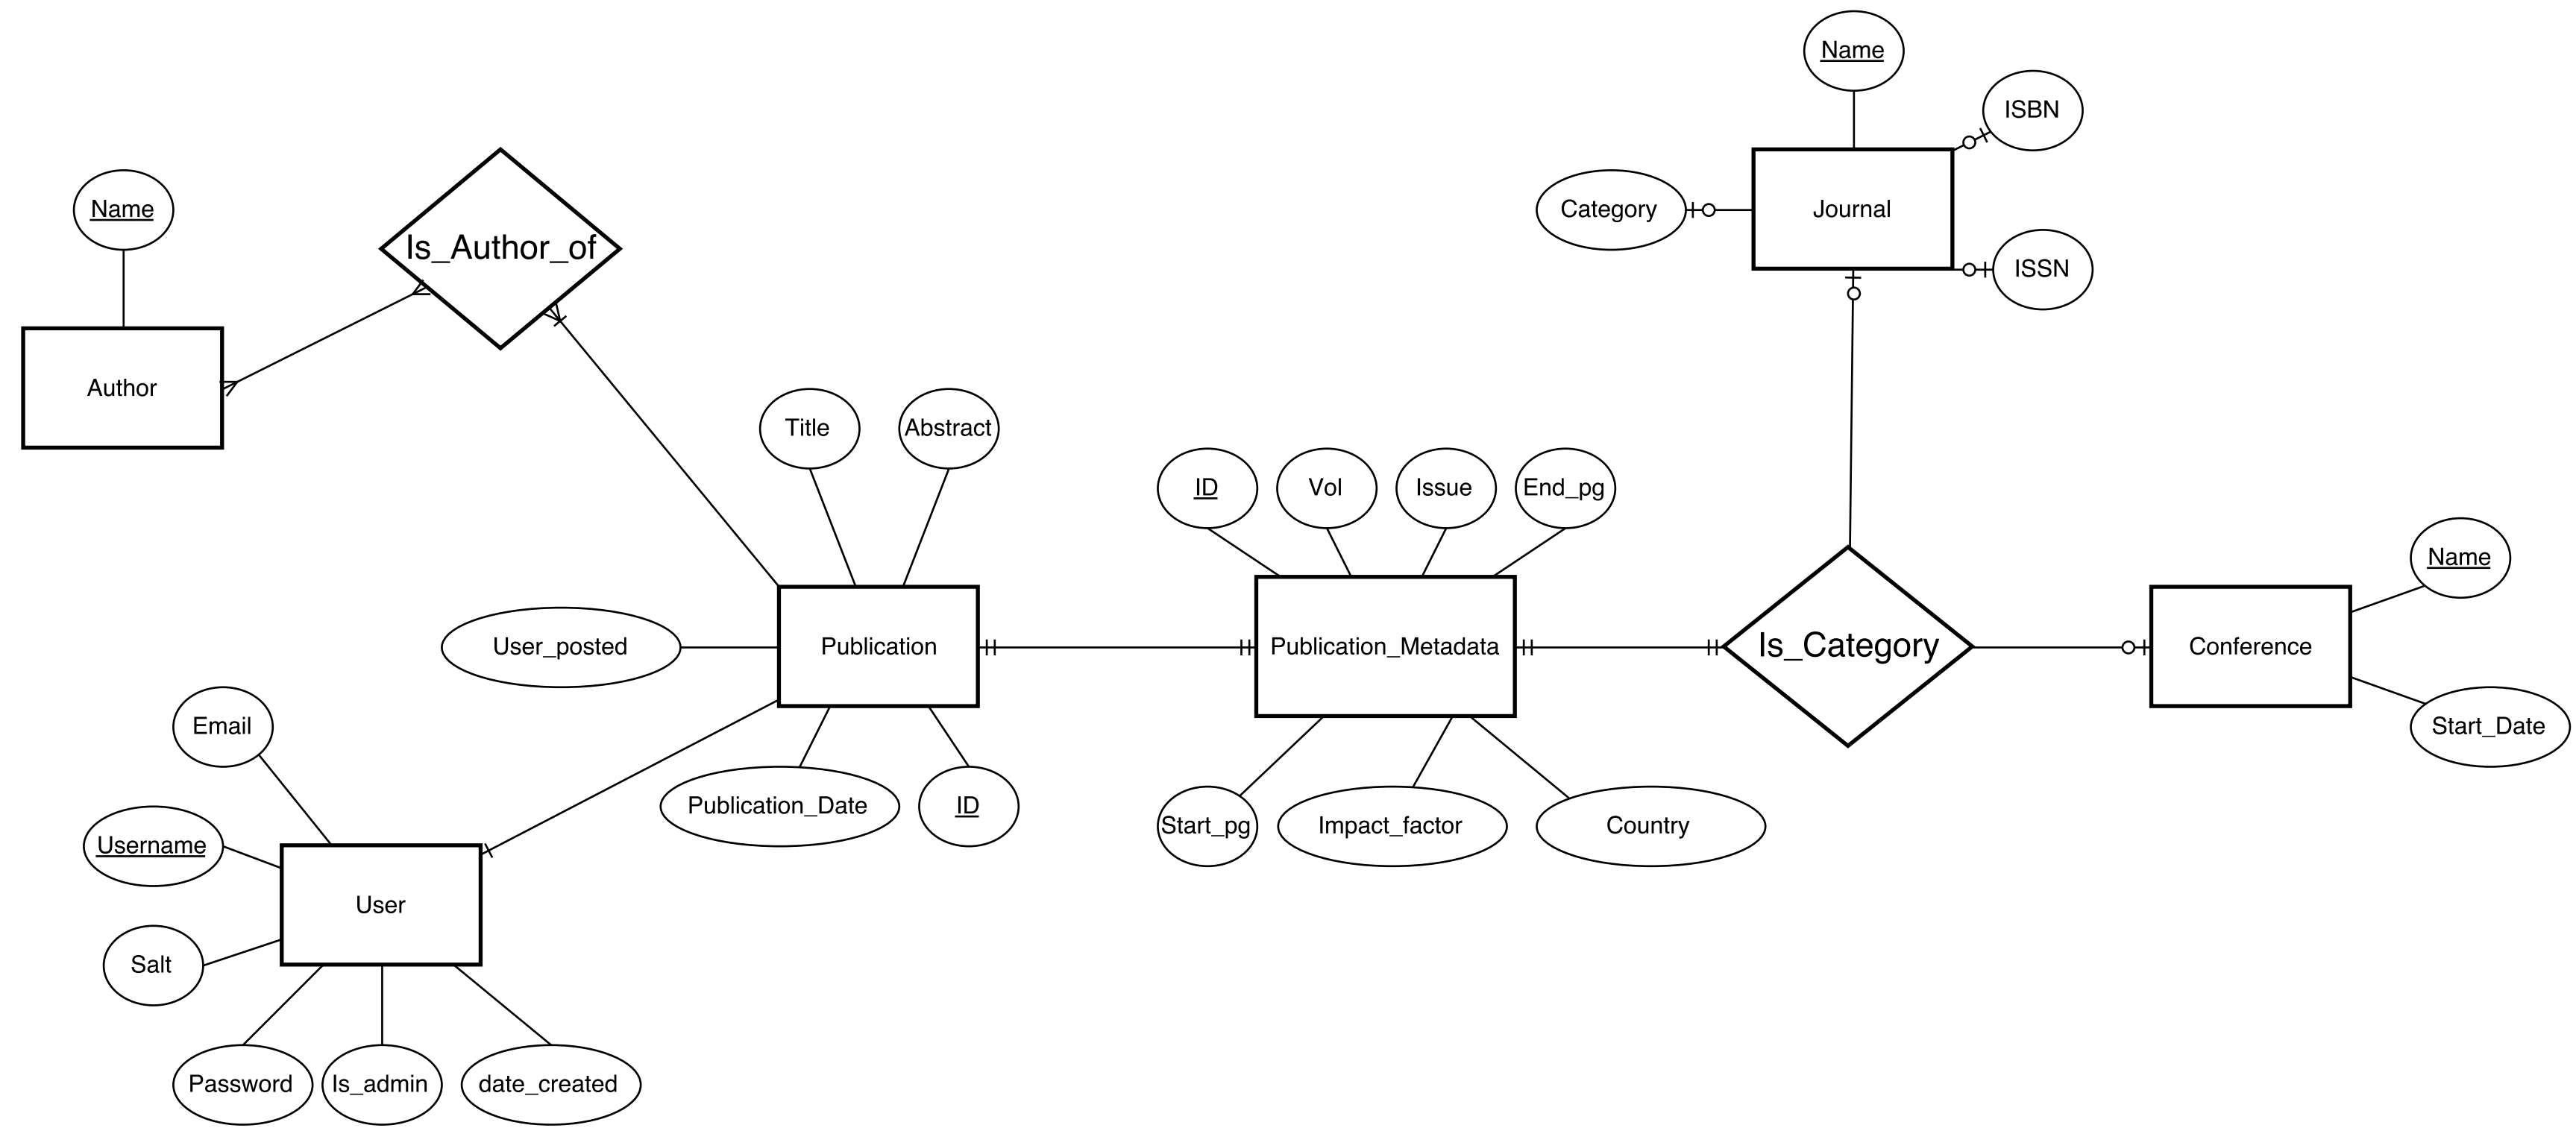 Name
ISBN
Name
Is_Author_of
Category
Journal
ISSN
Author
Title
Abstract
ID
Vol
Issue
End_pg
Name
User_posted
Publication
Publication_Metadata
Is_Category
Conference
Email
Start_Date
Publication_Date
ID
Start_pg
Impact_factor
Country
Username
User
Salt
Password
Is_admin
date_created